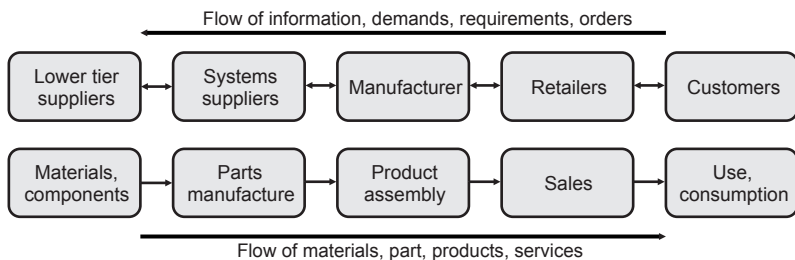 Flow of information, demands, requirements, orders
Lower tier
suppliers
Systems
suppliers
Manufacturer
Retailers
Customers
Materials,
components
Parts
manufacture
Product
assembly
Sales
Use,
consumption
Flow of materials, part, products, services